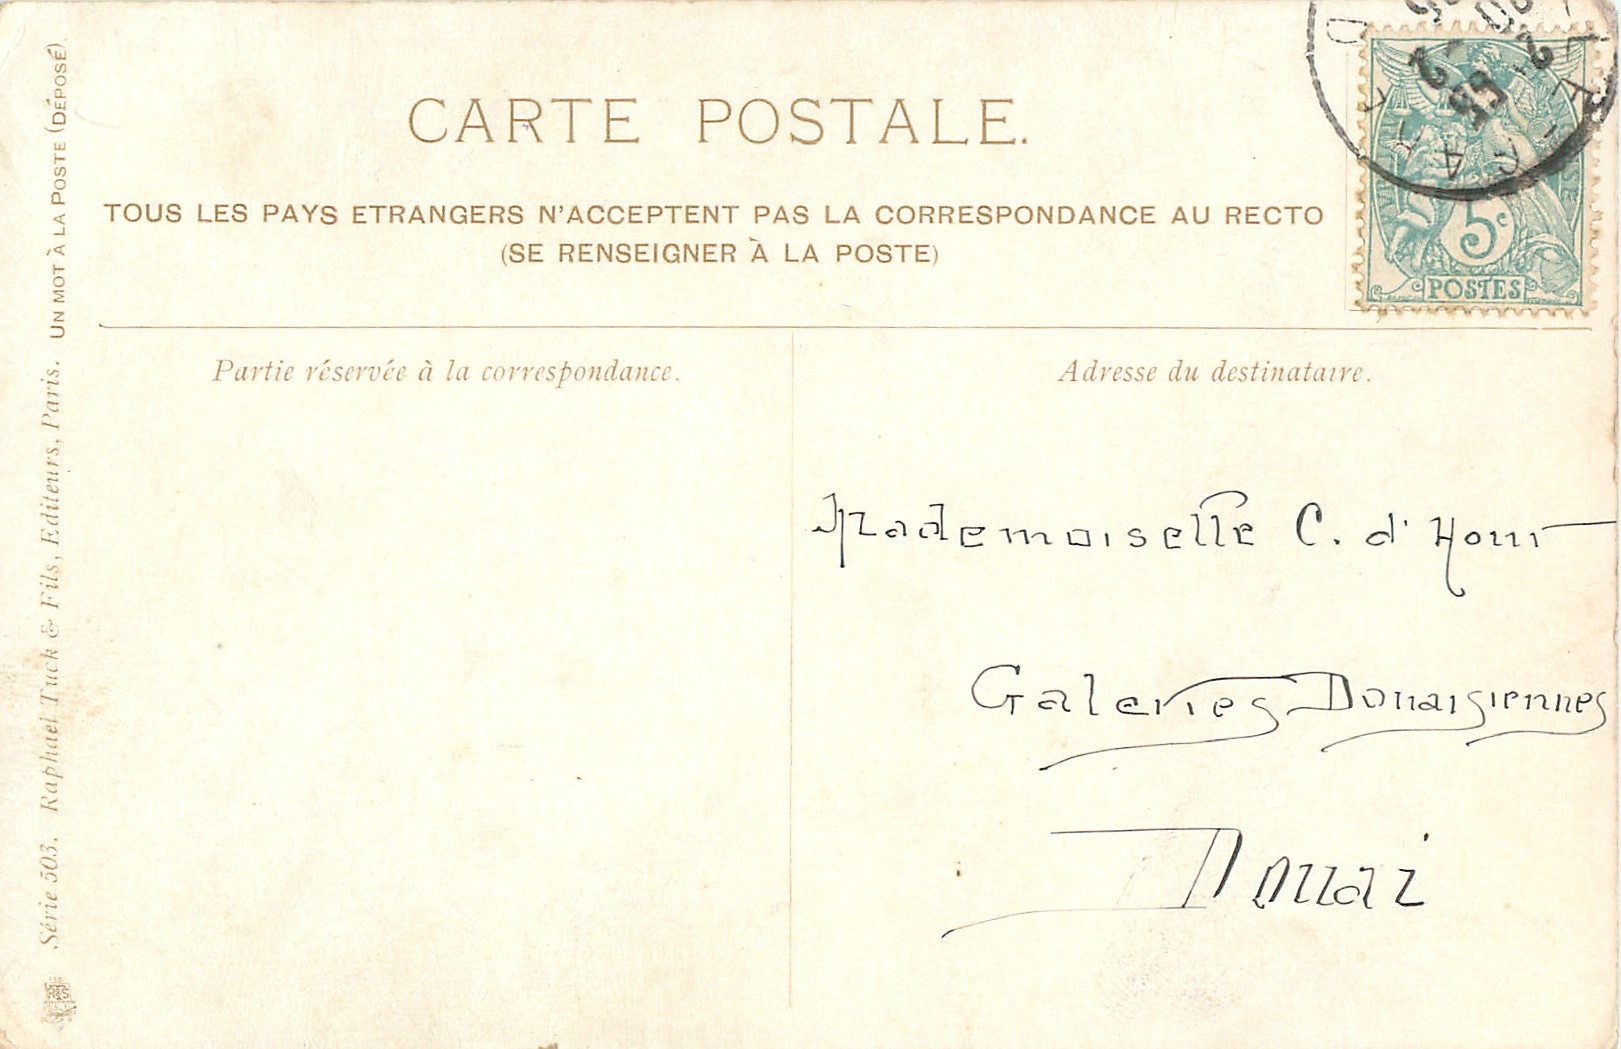 CARTE POSTALE.
TOUS LES PAYS ETRANGERS N'ACCEPTENT PAS LA CORRESPONDANCE AU RECTO
(SE RENSEIGNER À LA POSTE)
5c
POSTES
Partie réservée à la correspondance.
Adresse du destinataire.
Mademoiselle C. d'Hour
Galeries Douaisiennes
Douai
Série 503. Raphael Tuck & Fils, Editeurs, Paris. UN MOT À LA POSTE (DÉPOSÉ).